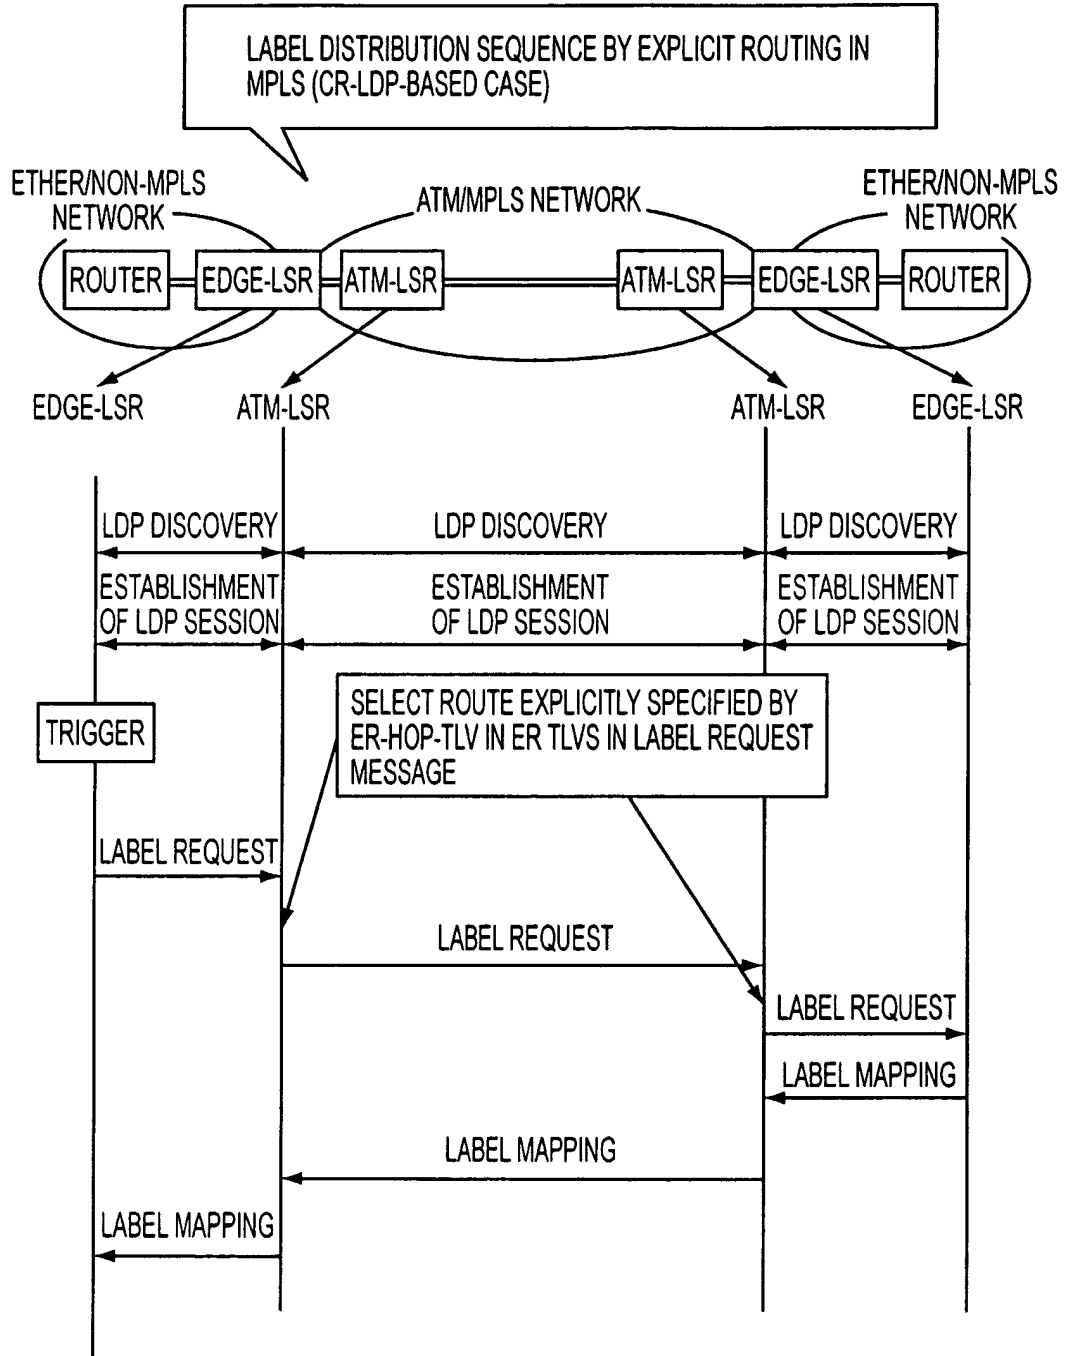 LABEL DISTRIBUTION SEQUENCE BY EXPLICIT ROUTING IN
MPLS (CR-LDP-BASED CASE)
ETHER/NON-MPLS
NETWORK
ATM/MPLS NETWORK
ETHER/NON-MPLS
NETWORK
ROUTER
EDGE-LSR
ATM-LSR
ATM-LSR
EDGE-LSR
ROUTER
EDGE-LSR
ATM-LSR
ATM-LSR
EDGE-LSR
LDP DISCOVERY
LDP DISCOVERY
LDP DISCOVERY
ESTABLISHMENT
OF LDP SESSION
ESTABLISHMENT
OF LDP SESSION
ESTABLISHMENT
OF LDP SESSION
TRIGGER
SELECT ROUTE EXPLICITLY SPECIFIED BY
ER-HOP-TLV IN ER TLVS IN LABEL REQUEST
MESSAGE
LABEL REQUEST
LABEL REQUEST
LABEL REQUEST
LABEL MAPPING
LABEL MAPPING
LABEL MAPPING